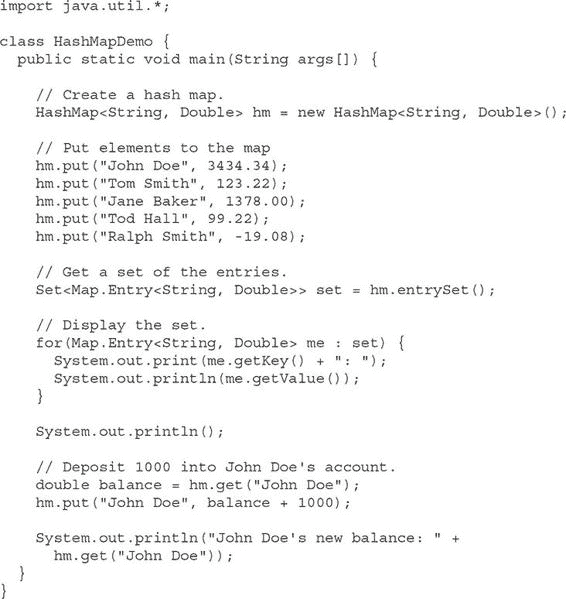 import java.util.*;

class HashMapDemo {
  public static void main(String args[]) {

    // Create a hash map.
    HashMap<String, Double> hm = new HashMap<String, Double>();

    // Put elements to the map
    hm.put("John Doe", 3434.34);
    hm.put("Tom Smith", 123.22);
    hm.put("Jane Baker", 1378.00);
    hm.put("Tod Hall", 99.22);
    hm.put("Ralph Smith", -19.08);

    // Get a set of the entries.
    Set<Map.Entry<String, Double>> set = hm.entrySet();

    // Display the set.
    for(Map.Entry<String, Double> me : set) {
      System.out.print(me.getKey() + ": ");
      System.out.println(me.getValue());
    }

    System.out.println();

    // Deposit 1000 into John Doe's account.
    double balance = hm.get("John Doe");
    hm.put("John Doe", balance + 1000);

    System.out.println("John Doe's new balance: " +
      hm.get("John Doe"));
  }
}